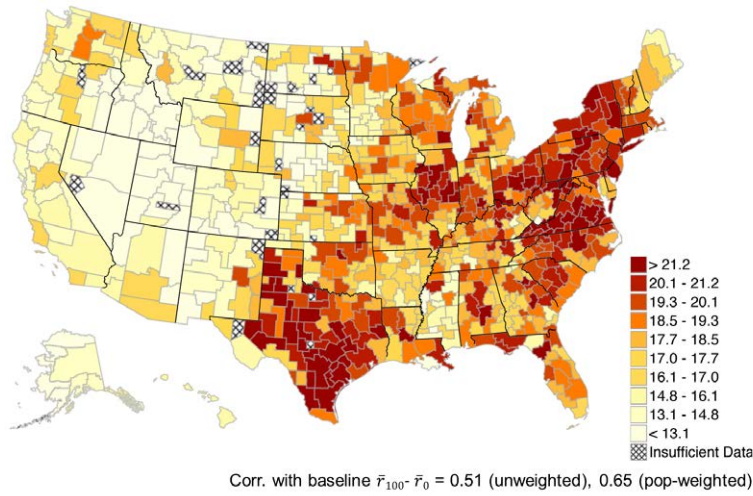 > 21.2
20.1 - 21.2
19.3 - 20.1
18.5 - 19.3
17.7 - 18.5
17.0 - 17.7
16.1 - 17.0
14.8 - 16.1
13.1 - 14.8
< 13.1
Insufficient Data
Corr. with baseline r̄₁₀₀- r̄₀ = 0.51 (unweighted), 0.65 (pop-weighted)